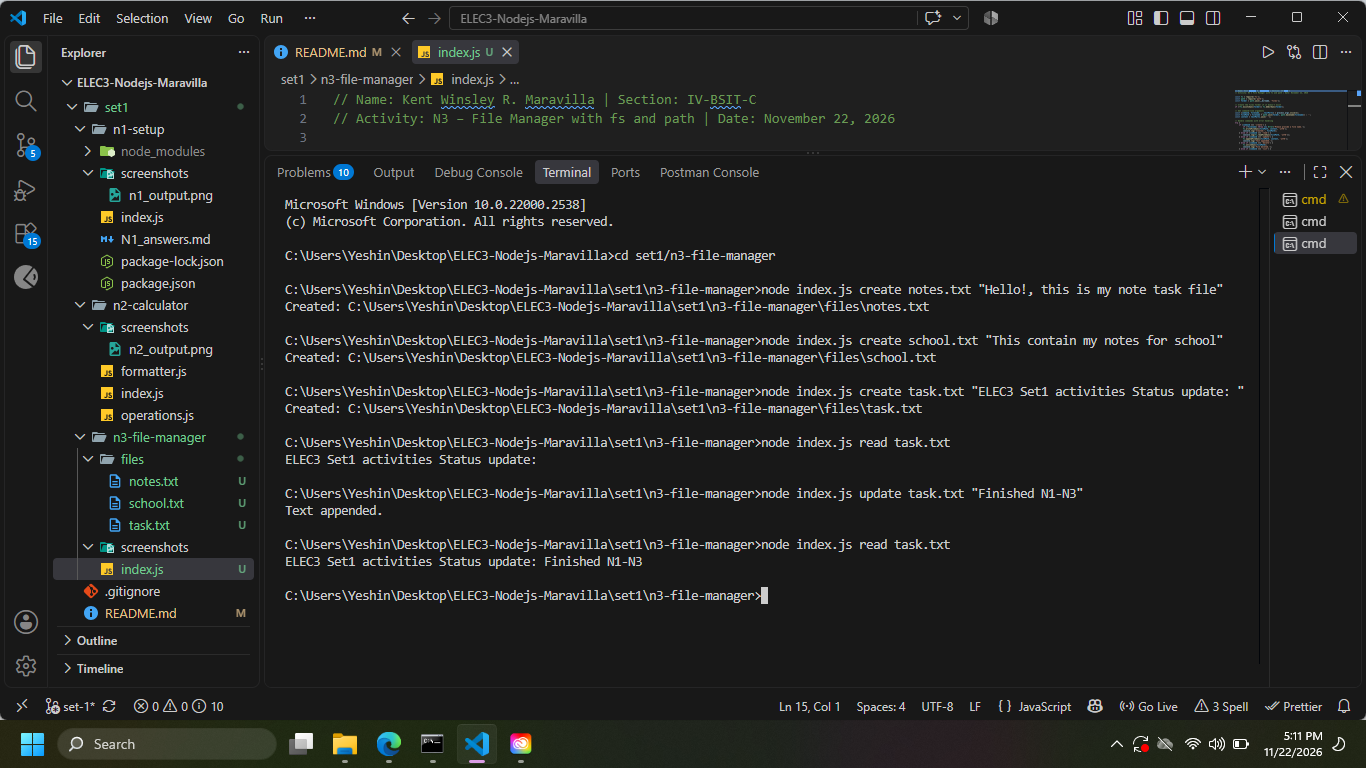 File Edit Selection View Go Run ···
ELEC3-Nodejs-Maravilla
Explorer ···
ELEC3-Nodejs-Maravilla
set1
n1-setup
node_modules
screenshots
n1_output.png
index.js
N1_answers.md
package-lock.json
package.json
n2-calculator
screenshots
n2_output.png
formatter.js
index.js
operations.js
n3-file-manager
files
notes.txt U
school.txt U
task.txt U
screenshots
index.js U
.gitignore
README.md M
Outline
Timeline
5
15
README.md M
index.js U
set1 > n3-file-manager > index.js > ...
1 // Name: Kent Winsley R. Maravilla | Section: IV-BSIT-C
2 // Activity: N3 – File Manager with fs and path | Date: November 22, 2026
3
Problems 10 Output Debug Console Terminal Ports Postman Console
Microsoft Windows [Version 10.0.22000.2538]
(c) Microsoft Corporation. All rights reserved.
C:\Users\Yeshin\Desktop\ELEC3-Nodejs-Maravilla>cd set1/n3-file-manager
C:\Users\Yeshin\Desktop\ELEC3-Nodejs-Maravilla\set1\n3-file-manager>node index.js create notes.txt "Hello!, this is my note task file"
Created: C:\Users\Yeshin\Desktop\ELEC3-Nodejs-Maravilla\set1\n3-file-manager\files\notes.txt
C:\Users\Yeshin\Desktop\ELEC3-Nodejs-Maravilla\set1\n3-file-manager>node index.js create school.txt "This contain my notes for school"
Created: C:\Users\Yeshin\Desktop\ELEC3-Nodejs-Maravilla\set1\n3-file-manager\files\school.txt
C:\Users\Yeshin\Desktop\ELEC3-Nodejs-Maravilla\set1\n3-file-manager>node index.js create task.txt "ELEC3 Set1 activities Status update: "
Created: C:\Users\Yeshin\Desktop\ELEC3-Nodejs-Maravilla\set1\n3-file-manager\files\task.txt
C:\Users\Yeshin\Desktop\ELEC3-Nodejs-Maravilla\set1\n3-file-manager>node index.js read task.txt
ELEC3 Set1 activities Status update:
C:\Users\Yeshin\Desktop\ELEC3-Nodejs-Maravilla\set1\n3-file-manager>node index.js update task.txt "Finished N1-N3"
Text appended.
C:\Users\Yeshin\Desktop\ELEC3-Nodejs-Maravilla\set1\n3-file-manager>node index.js read task.txt
ELEC3 Set1 activities Status update: Finished N1-N3
C:\Users\Yeshin\Desktop\ELEC3-Nodejs-Maravilla\set1\n3-file-manager>
cmd
cmd
cmd
set-1* 0 0 10 Ln 15, Col 1 Spaces: 4 UTF-8 LF { } JavaScript Go Live 3 Spell Prettier
Search
5:11 PM
11/22/2026